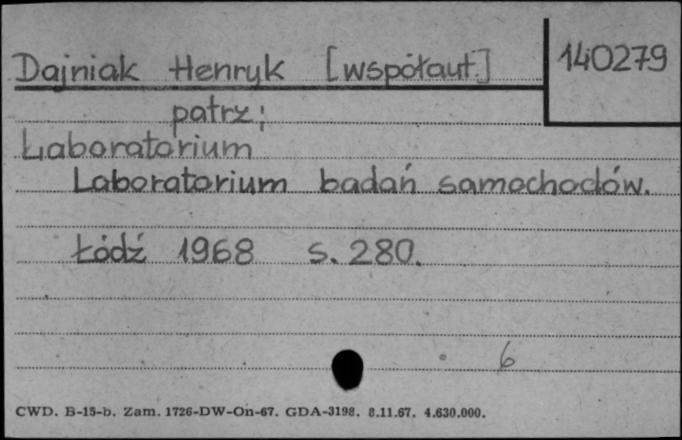 Dajniak Henryk [współaut.]
140279
patrz:
Laboratorium
Laboratorium badań samochodów.
Łódź 1968 s. 280.
6
CWD. B-15-b. Zam. 1726-DW-On-67. GDA-3198. 8.11.67. 4.630.000.